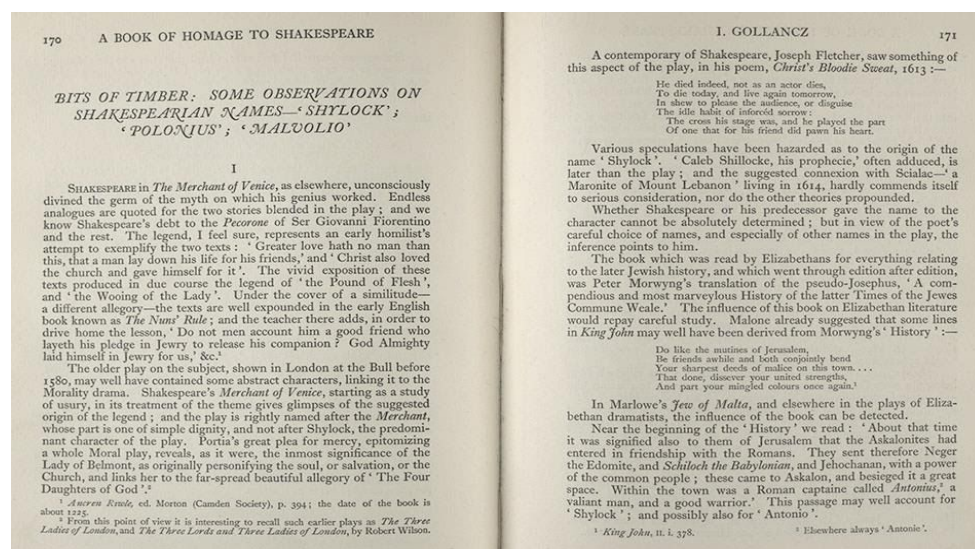 170 A BOOK OF HOMAGE TO SHAKESPEARE
BITS OF TIMBER: SOME OBSERVATIONS ON
SHAKESPEARIAN NAMES—‘SHYLOCK’;
‘POLONIUS’; ‘MALVOLIO’
I
SHAKESPEARE in The Merchant of Venice, as elsewhere, unconsciously
divined the germ of the myth on which his genius worked. Endless
analogues are quoted for the two stories blended in the play; and we
know Shakespeare's debt to the Pecorone of Ser Giovanni Fiorentino
and the rest. The legend, I feel sure, represents an early homilist's
attempt to exemplify the two texts: ‘Greater love hath no man than
this, that a man lay down his life for his friends,’ and ‘Christ also loved
the church and gave himself for it’. The vivid exposition of these
texts produced in due course the legend of ‘the Pound of Flesh’,
and ‘the Wooing of the Lady’. Under the cover of a similitude—
a different allegory—the texts are well expounded in the early English
book known as The Nuns' Rule; and the teacher there adds, in order to
drive home the lesson, ‘Do not men account him a good friend who
layeth his pledge in Jewry to release his companion? God Almighty
laid himself in Jewry for us,’ &c.¹
The older play on the subject, shown in London at the Bull before
1580, may well have contained some abstract characters, linking it to the
Morality drama. Shakespeare's Merchant of Venice, starting as a study
of usury, in its treatment of the theme gives glimpses of the suggested
origin of the legend; and the play is rightly named after the Merchant,
whose part is one of simple dignity, and not after Shylock, the predomi-
nant character of the play. Portia's great plea for mercy, epitomizing
a whole Moral play, reveals, as it were, the inmost significance of the
Lady of Belmont, as originally personifying the soul, or salvation, or the
Church, and links her to the far-spread beautiful allegory of ‘The Four
Daughters of God’.²
¹ Ancren Riwle, ed. Morton (Camden Society), p. 394; the date of the book is
about 1225.
² From this point of view it is interesting to recall such earlier plays as The Three
Ladies of London, and The Three Lords and Three Ladies of London, by Robert Wilson.
I. GOLLANCZ 171
A contemporary of Shakespeare, Joseph Fletcher, saw something of
this aspect of the play, in his poem, Christ's Bloodie Sweat, 1613:—
He died indeed, not as an actor dies,
To die today, and live again tomorrow,
In shew to please the audience, or disguise
The idle habit of inforcéd sorrow:
The cross his stage was, and he played the part
Of one that for his friend did pawn his heart.
Various speculations have been hazarded as to the origin of the
name ‘Shylock’. ‘Caleb Shillocke, his prophecie,’ often adduced, is
later than the play; and the suggested connexion with Scialac—‘a
Maronite of Mount Lebanon’ living in 1614, hardly commends itself
to serious consideration, nor do the other theories propounded.
Whether Shakespeare or his predecessor gave the name to the
character cannot be absolutely determined; but in view of the poet's
careful choice of names, and especially of other names in the play, the
inference points to him.
The book which was read by Elizabethans for everything relating
to the later Jewish history, and which went through edition after edition,
was Peter Morwyng's translation of the pseudo-Josephus, ‘A com-
pendious and most marveylous History of the latter Times of the Jewes
Commune Weale.’ The influence of this book on Elizabethan literature
would repay careful study. Malone already suggested that some lines
in King John may well have been derived from Morwyng's ‘History’:—
Do like the mutines of Jerusalem,
Be friends awhile and both conjointly bend
Your sharpest deeds of malice on this town. . . .
That done, dissever your united strengths,
And part your mingled colours once again.¹
In Marlowe's Jew of Malta, and elsewhere in the plays of Eliza-
bethan dramatists, the influence of the book can be detected.
Near the beginning of the ‘History’ we read: ‘About that time
it was signified also to them of Jerusalem that the Askalonites had
entered in friendship with the Romans. They sent therefore Neger
the Edomite, and Schiloch the Babylonian, and Jehochanan, with a power
of the common people; these came to Askalon, and besieged it a great
space. Within the town was a Roman captaine called Antonius,² a
valiant man, and a good warrior.’ This passage may well account for
‘Shylock’; and possibly also for ‘Antonio’.
¹ King John, II. i. 378. ² Elsewhere always ‘Antonie’.